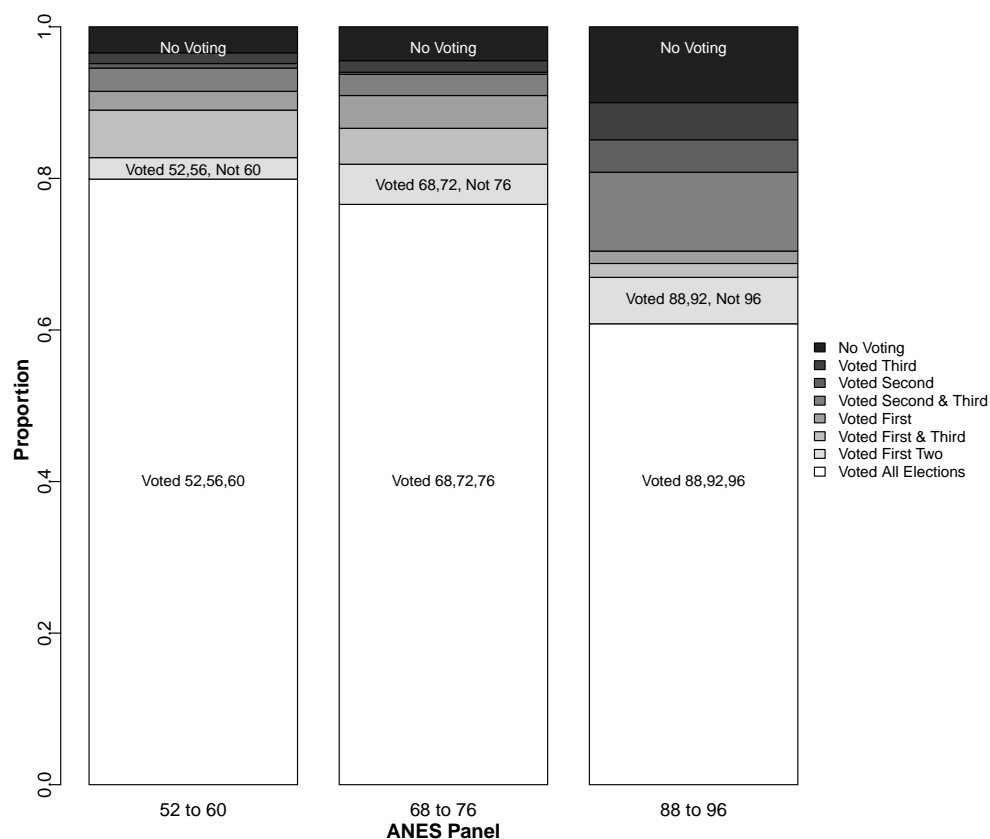 Proportion
1.0
0.8
0.6
0.4
0.2
0.0
No Voting
Voted 52,56, Not 60
Voted 52,56,60
No Voting
Voted 68,72, Not 76
Voted 68,72,76
No Voting
Voted 88,92, Not 96
Voted 88,92,96
No Voting
Voted Third
Voted Second
Voted Second & Third
Voted First
Voted First & Third
Voted First Two
Voted All Elections
52 to 60
68 to 76
88 to 96
ANES Panel